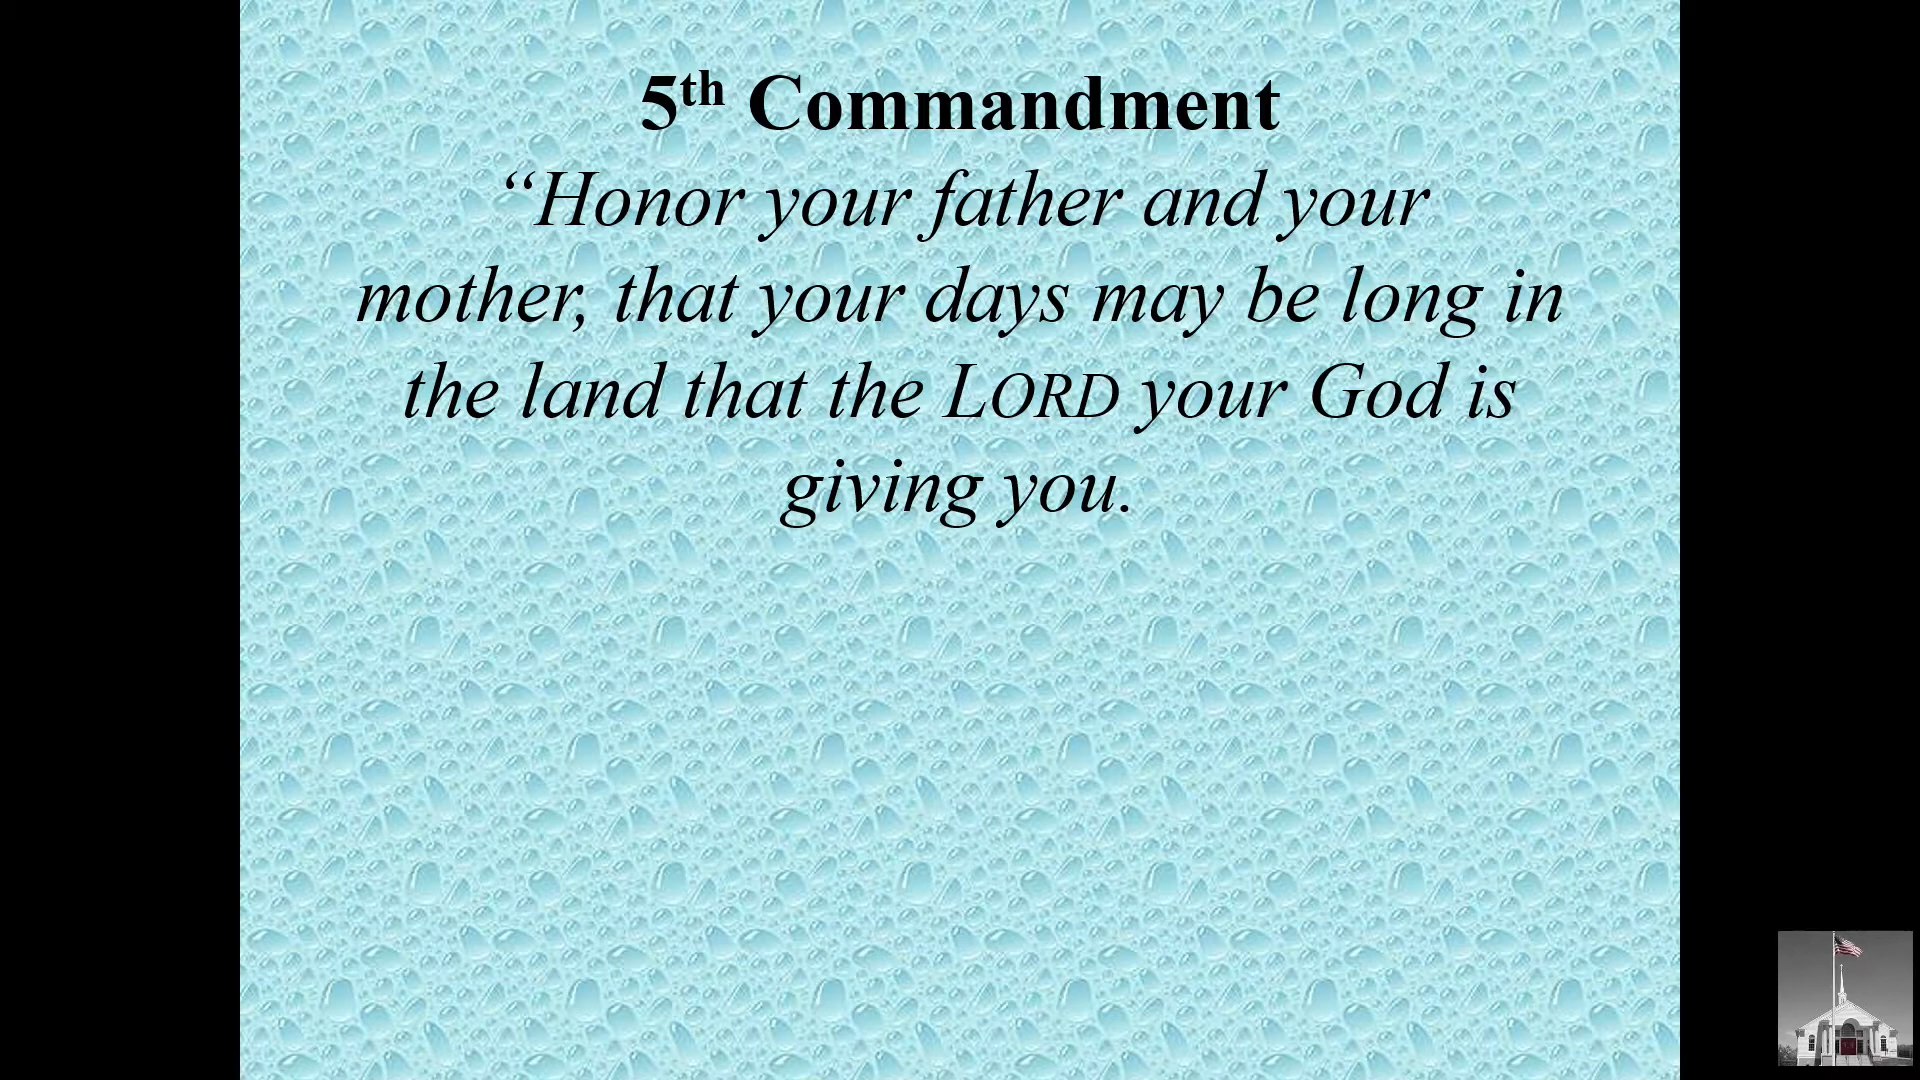 5th Commandment
“Honor your father and your
mother, that your days may be long in
the land that the LORD your God is
giving you.